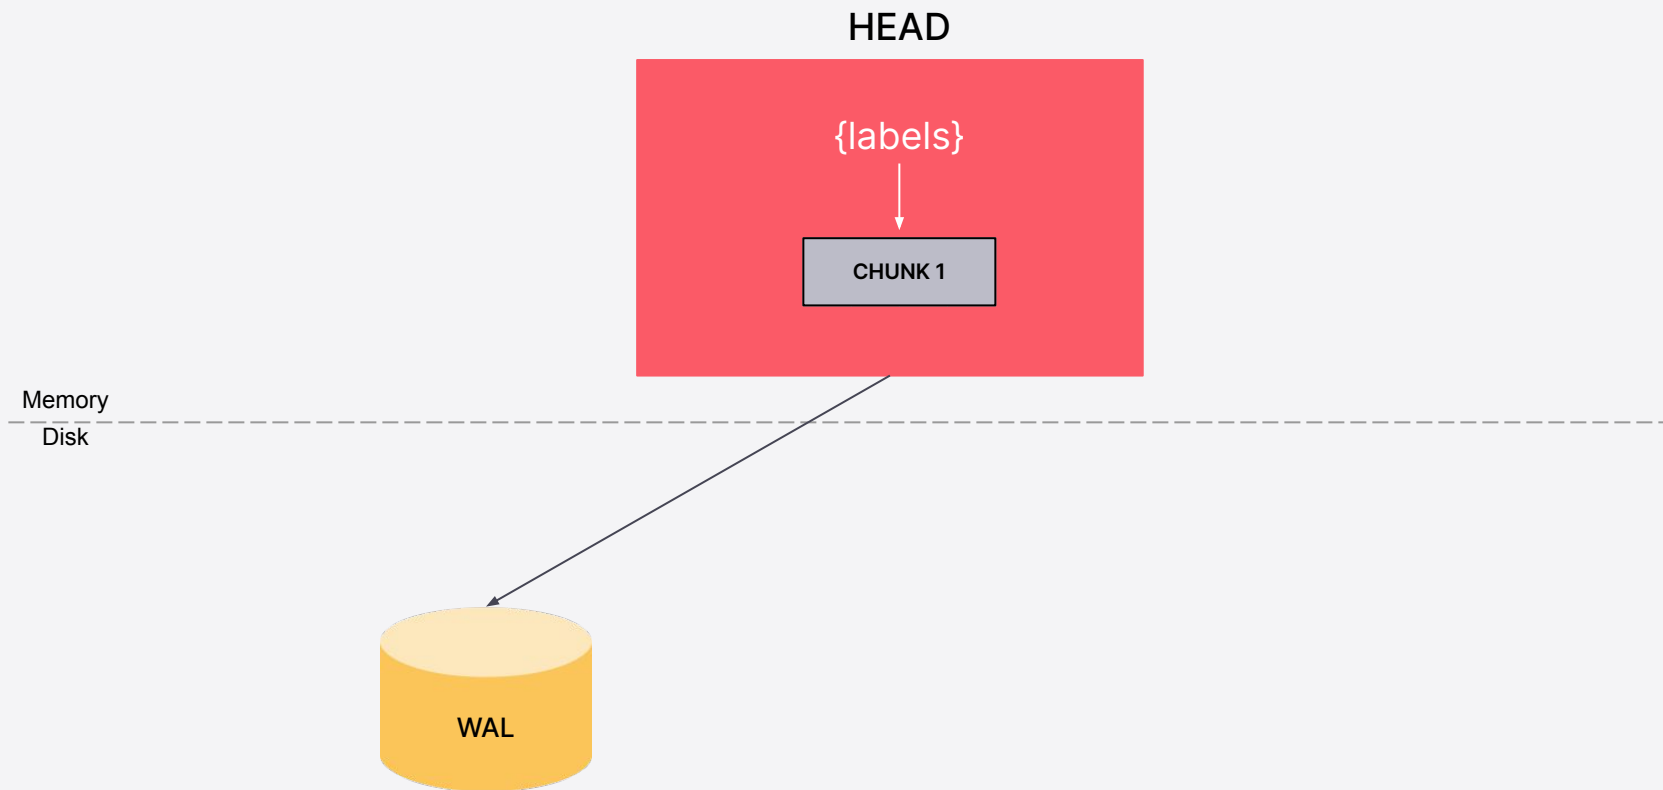 HEAD
{labels}
CHUNK 1
Memory
Disk
WAL